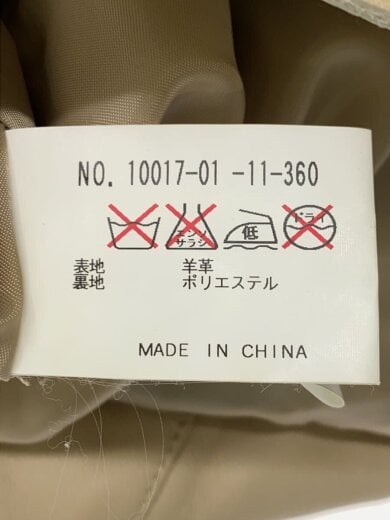 NO. 10017-01 -11-360
エンソ
サラシ
低
ドライ
表地 羊革
裏地 ポリエステル
MADE IN CHINA